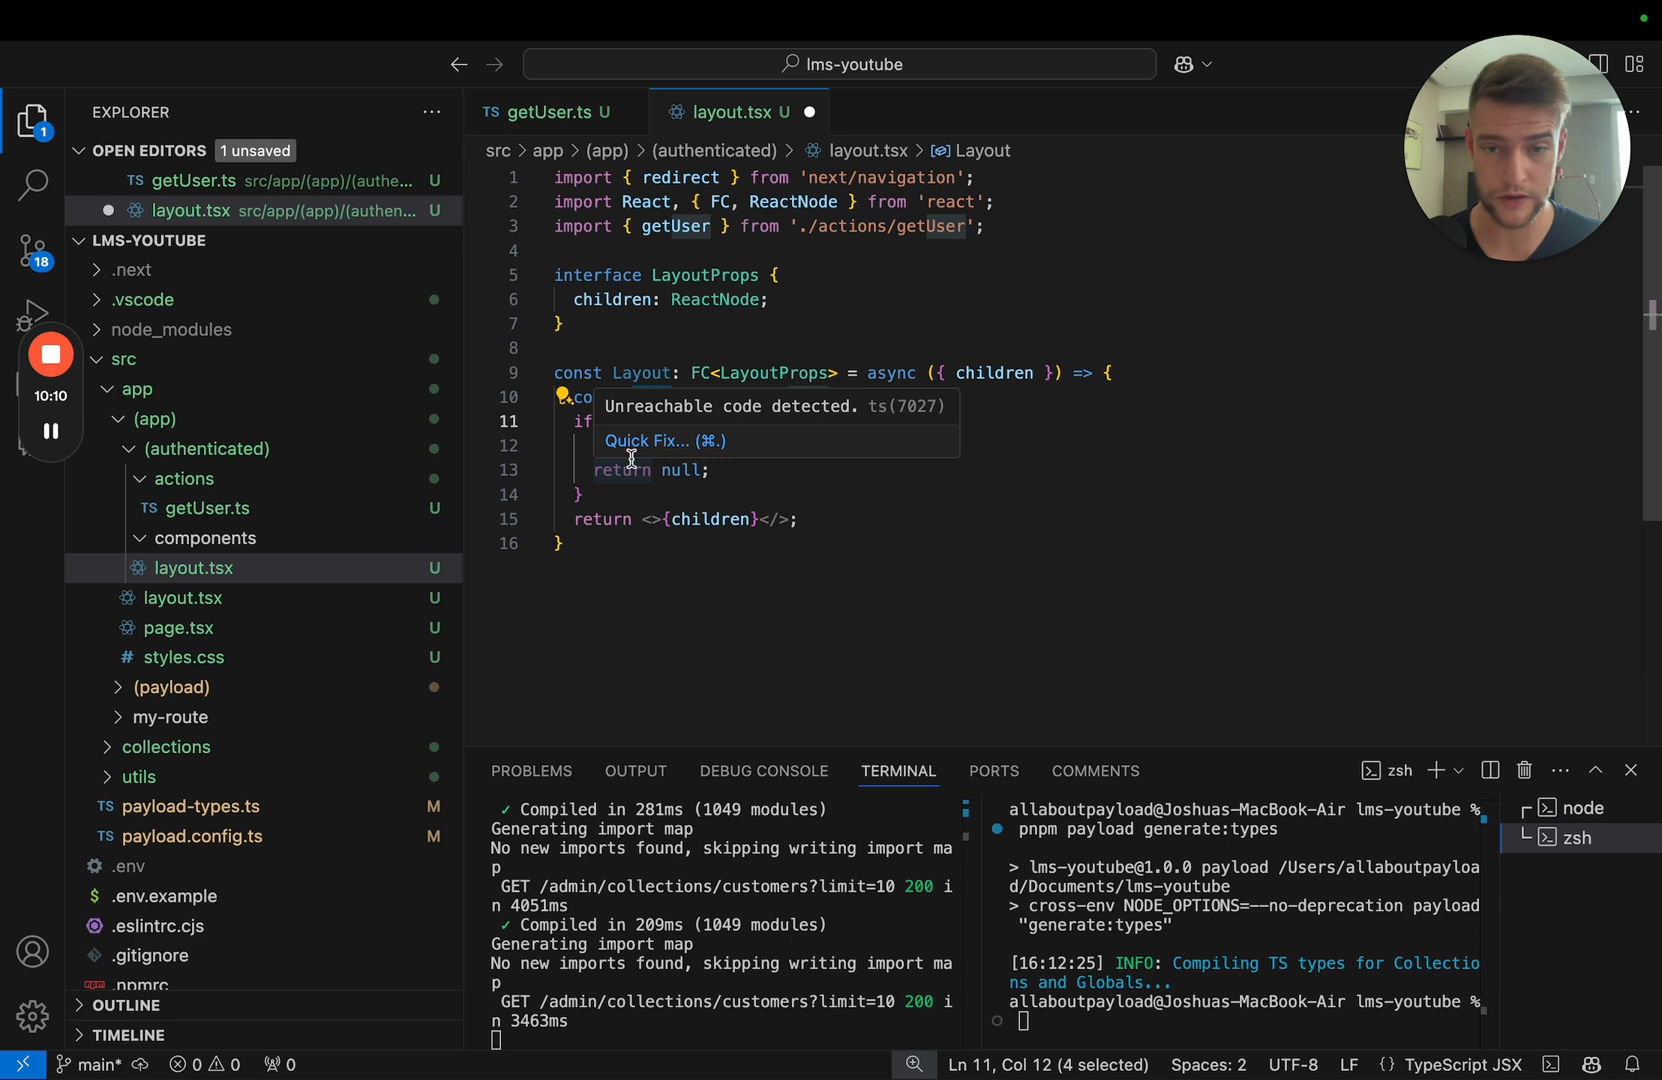 lms-youtube
EXPLORER
OPEN EDITORS 1 unsaved
TS getUser.ts src/app/(app)/(authe... U
layout.tsx src/app/(app)/(authen... U
LMS-YOUTUBE
.next
.vscode
node_modules
src
app
(app)
(authenticated)
actions
TS getUser.ts U
components
layout.tsx U
layout.tsx U
page.tsx U
# styles.css U
(payload)
my-route
collections
utils
TS payload-types.ts M
TS payload.config.ts M
.env
$ .env.example
.eslintrc.cjs
.gitignore
.npmrc
OUTLINE
TIMELINE
1
18
10:10
TS getUser.ts U
layout.tsx U
src > app > (app) > (authenticated) > layout.tsx > Layout
1 import { redirect } from 'next/navigation';
2 import React, { FC, ReactNode } from 'react';
3 import { getUser } from './actions/getUser';
4
5 interface LayoutProps {
6 children: ReactNode;
7 }
8
9 const Layout: FC<LayoutProps> = async ({ children }) => {
10 co
11 if
12
13 return null;
14 }
15 return <>{children}</>;
16 }
Unreachable code detected. ts(7027)
Quick Fix... (⌘.)
PROBLEMS OUTPUT DEBUG CONSOLE TERMINAL PORTS COMMENTS
zsh
✓ Compiled in 281ms (1049 modules)
Generating import map
No new imports found, skipping writing import ma
p
GET /admin/collections/customers?limit=10 200 i
n 4051ms
✓ Compiled in 209ms (1049 modules)
Generating import map
No new imports found, skipping writing import ma
p
GET /admin/collections/customers?limit=10 200 i
n 3463ms
allaboutpayload@Joshuas-MacBook-Air lms-youtube %
pnpm payload generate:types
> lms-youtube@1.0.0 payload /Users/allaboutpayloa
d/Documents/lms-youtube
> cross-env NODE_OPTIONS=--no-deprecation payload
"generate:types"
[16:12:25] INFO: Compiling TS types for Collectio
ns and Globals...
allaboutpayload@Joshuas-MacBook-Air lms-youtube %
node
zsh
main* 0 0 0
Ln 11, Col 12 (4 selected) Spaces: 2 UTF-8 LF {} TypeScript JSX